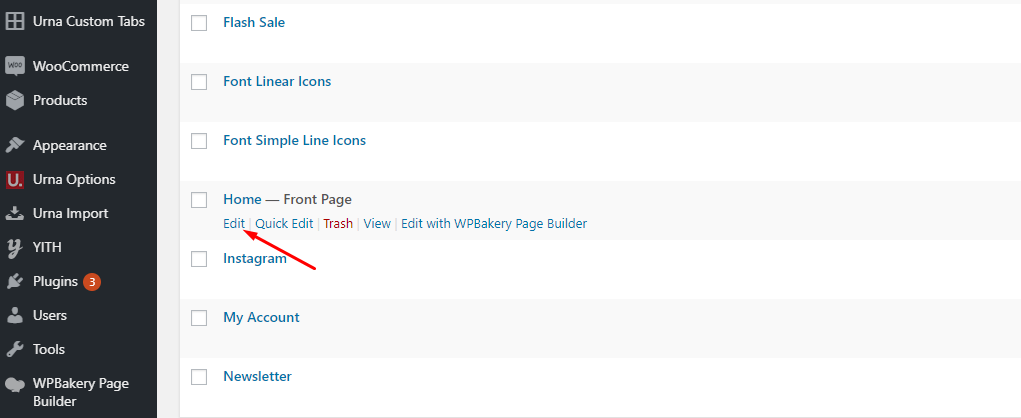 Urna Custom Tabs
WOO
WooCommerce
Products
Appearance
U.
Urna Options
Urna Import
YITH
Plugins 3
Users
Tools
WPBakery Page
Builder
Flash Sale
Font Linear Icons
Font Simple Line Icons
Home — Front Page
Edit | Quick Edit | Trash | View | Edit with WPBakery Page Builder
Instagram
My Account
Newsletter